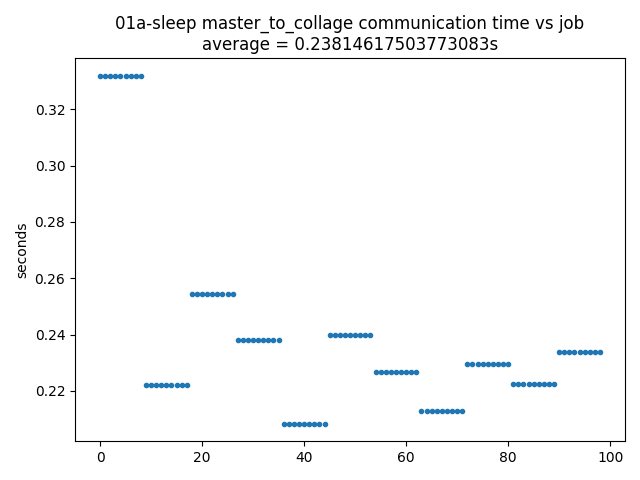 01a-sleep master_to_collage communication time vs job
average = 0.23814617503773083s
0.32
0.30
0.28
seconds
0.26
0.24
0.22
0 20 40 60 80 100